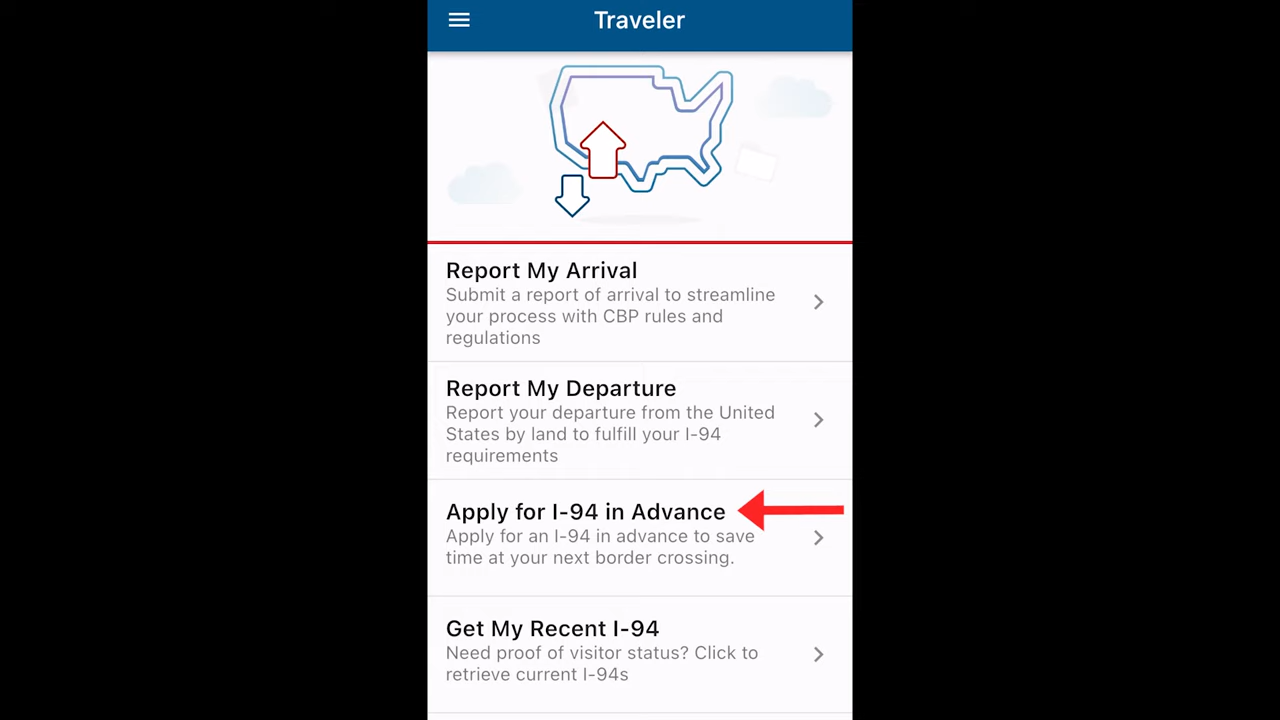 Traveler
Report My Arrival
Submit a report of arrival to streamline
your process with CBP rules and
regulations
Report My Departure
Report your departure from the United
States by land to fulfill your I-94
requirements
Apply for I-94 in Advance
Apply for an I-94 in advance to save
time at your next border crossing.
Get My Recent I-94
Need proof of visitor status? Click to
retrieve current I-94s